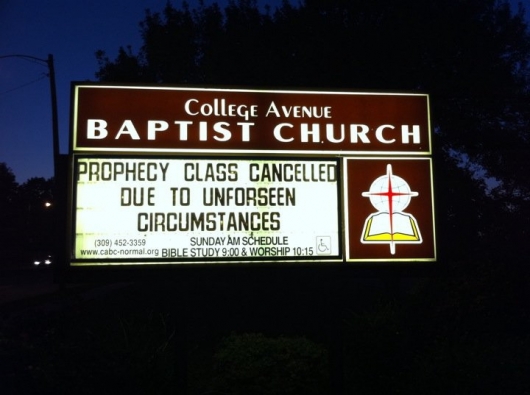 College Avenue
BAPTIST CHURCH
PROPHECY CLASS CANCELLED
DUE TO UNFORSEEN
CIRCUMSTANCES
(309) 452-3359 SUNDAY AM SCHEDULE
www.cabc-normal.org BIBLE STUDY 9:00 & WORSHIP 10:15